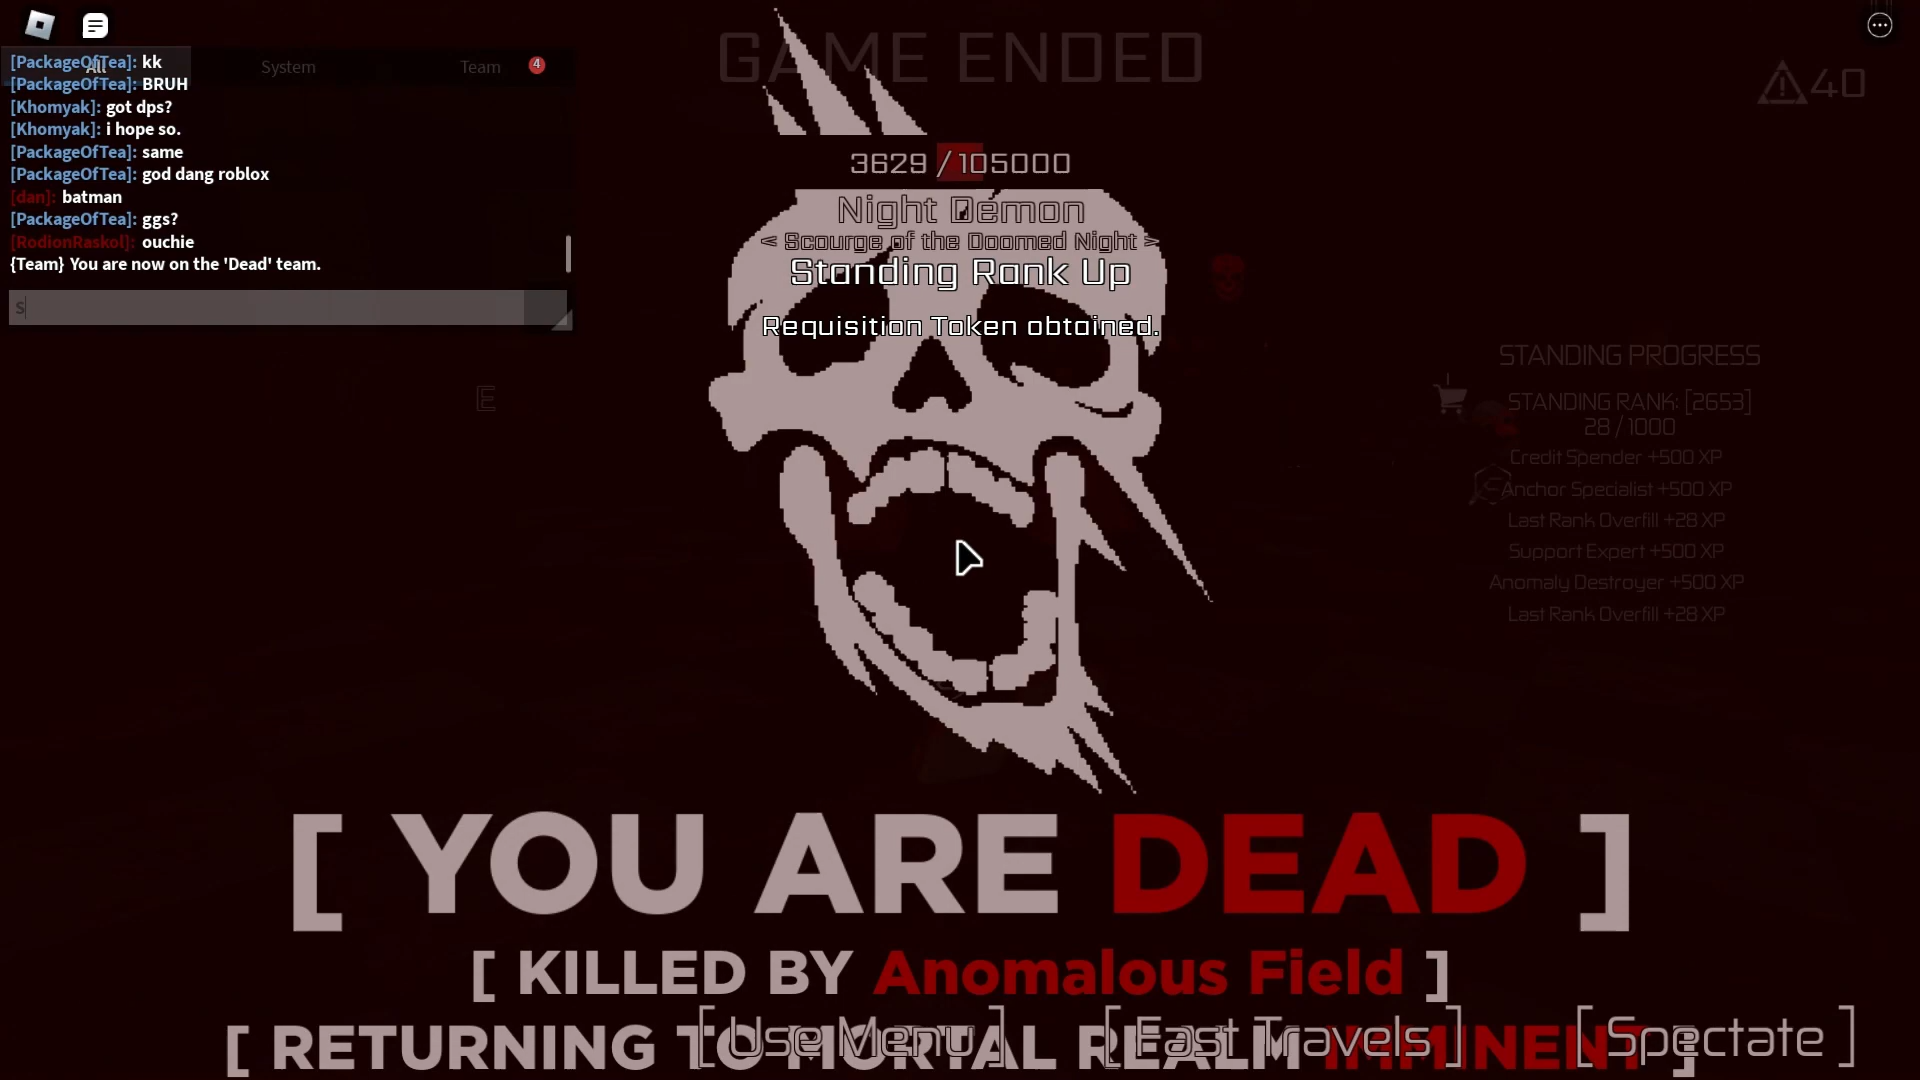 [PackageOfTea]: kk
All System Team 4
[PackageOfTea]: BRUH
[Khomyak]: got dps?
[Khomyak]: i hope so.
[PackageOfTea]: same
[PackageOfTea]: god dang roblox
[dan]: batman
[PackageOfTea]: ggs?
[RodionRaskol]: ouchie
{Team} You are now on the 'Dead' team.
S
E
GAME ENDED
40
3629 / 105000
Night Demon
< Scourge of the Doomed Night >
Standing Rank Up
Requisition Token obtained.
STANDING PROGRESS
STANDING RANK: [2653]
28 / 1000
Credit Spender +500 XP
Anchor Specialist +500 XP
Last Rank Overfill +28 XP
Support Expert +500 XP
Anomaly Destroyer +500 XP
Last Rank Overfill +28 XP
[ YOU ARE DEAD ]
[ KILLED BY Anomalous Field ]
[ RETURNING TO MORTAL REALM IMMINENT ]
[ Use Menu ] [ Fast Travels ] [ Spectate ]